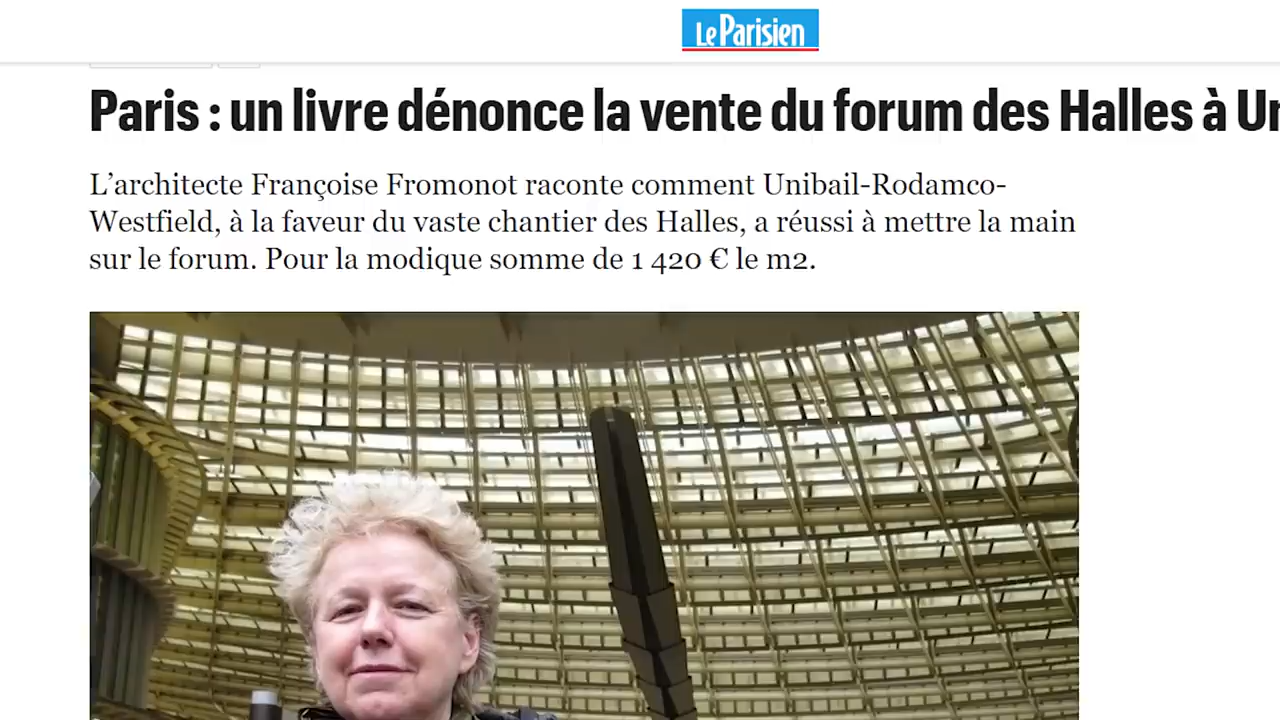 Le Parisien
Paris : un livre dénonce la vente du forum des Halles à
L’architecte Françoise Fromonot raconte comment Unibail-Rodamco-
Westfield, à la faveur du vaste chantier des Halles, a réussi à mettre la main
sur le forum. Pour la modique somme de 1 420 € le m2.